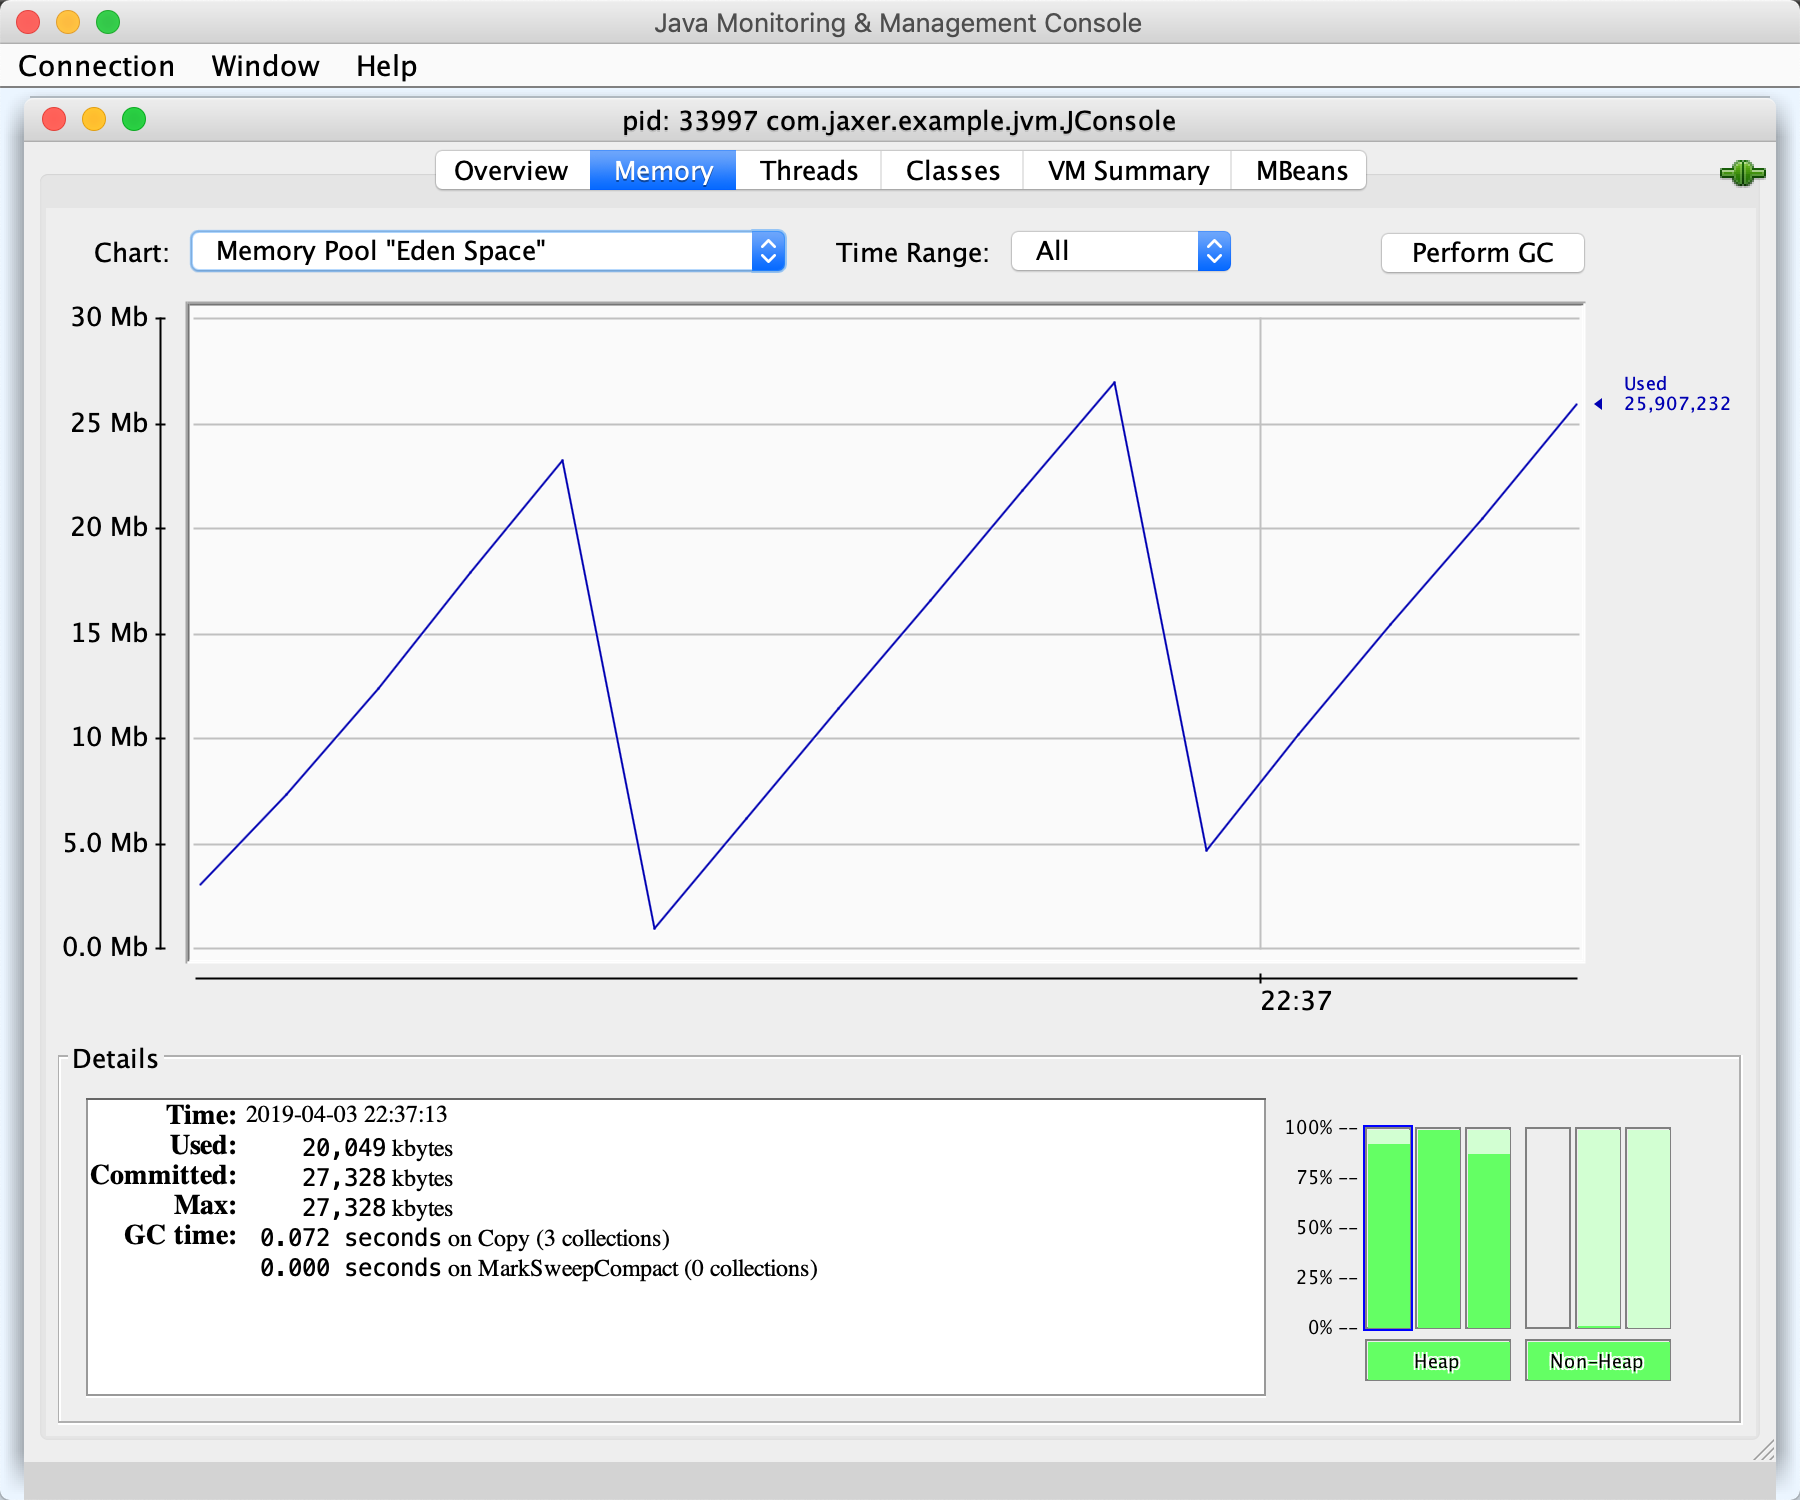 Java Monitoring & Management Console
Connection Window Help
pid: 33997 com.jaxer.example.jvm.JConsole
Overview Memory Threads Classes VM Summary MBeans
Chart: Memory Pool "Eden Space" Time Range: All Perform GC
30 Mb
25 Mb
20 Mb
15 Mb
10 Mb
5.0 Mb
0.0 Mb
Used
25,907,232
22:37
Details
Time: 2019-04-03 22:37:13
Used: 20,049 kbytes
Committed: 27,328 kbytes
Max: 27,328 kbytes
GC time: 0.072 seconds on Copy (3 collections)
0.000 seconds on MarkSweepCompact (0 collections)
100% --
75% --
50% --
25% --
0% --
Heap Non-Heap